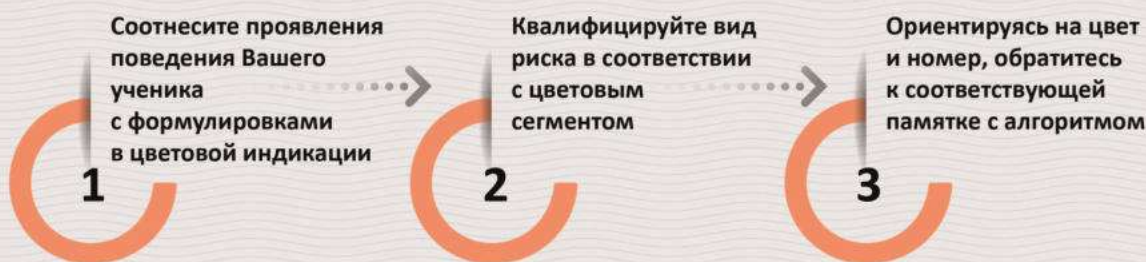 Соотнесите проявления
поведения Вашего
ученика
с формулировками
в цветовой индикации
1
Квалифицируйте вид
риска в соответствии
с цветовым
сегментом
2
Ориентируясь на цвет
и номер, обратитесь
к соответствующей
памятке с алгоритмом
3